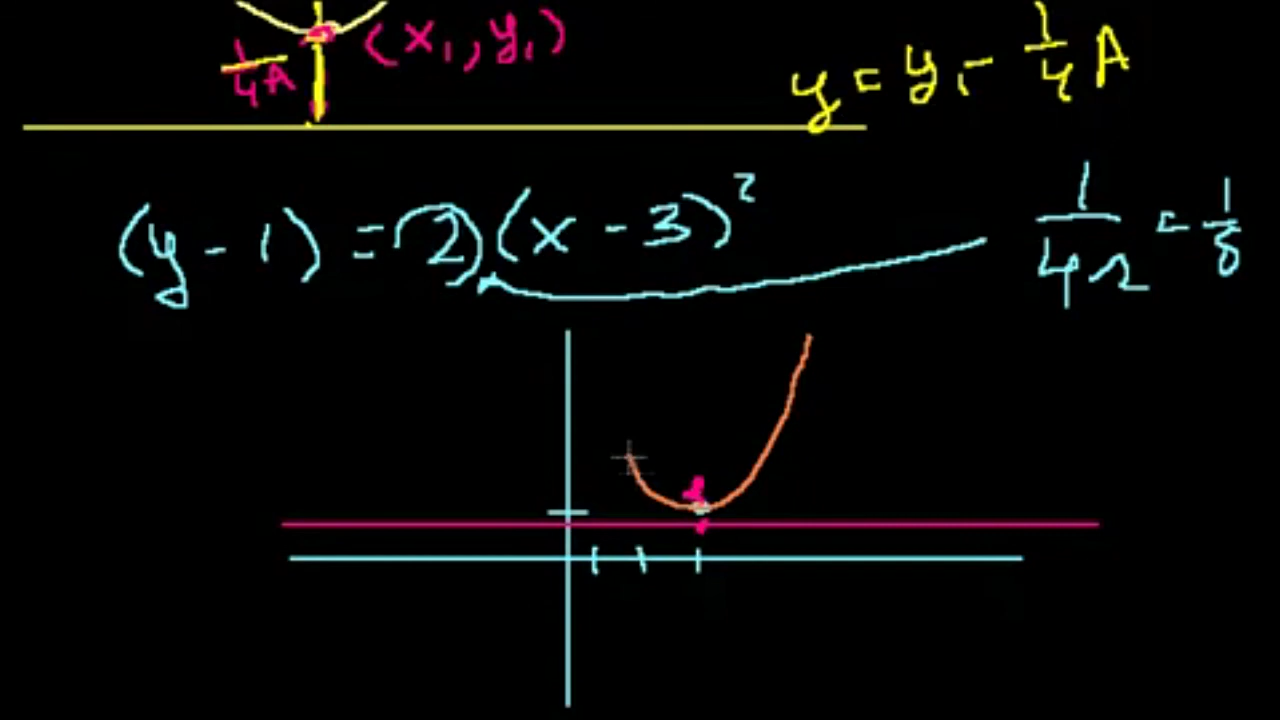 (x₁, y₁)
1/4A
y = y₁ - 1/4 A
(y - 1) = 2(x - 3)²
1/4·2 = 1/8